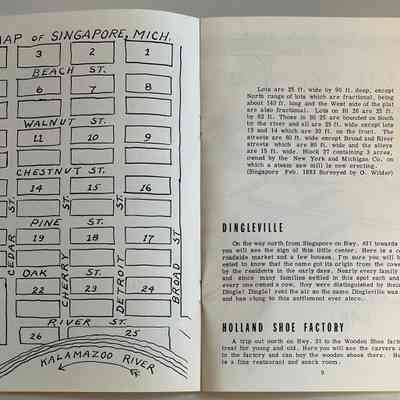 MAP OF SINGAPORE, MICH.
3 2 1
BEACH ST.
6 7 8
WALNUT ST.
11 10 9
CHESTNUT ST.
14 15 16
PINE ST.
19 18 17
OAK ST.
22 23 24
RIVER ST.
26 25
CEDAR ST.
CHERRY ST.
DETROIT ST.
BROAD ST
KALAMAZOO RIVER
Lots are 25 ft. wide by 90 ft. deep, except
North range of lots which are fractional, being
about 140 ft. long and the West side of the plat
are also fractional. Lots on Bl 26 are 25 ft.
by 82 ft. Those in Bl 25 are bounded on South
by the river and all are 25 ft. wide except lots
13 and 14 which are 30 ft. on the front. The
streets are 60 ft. wide except Broad and River
streets which are 80 ft. wide and the alleys
are 15 ft. wide. Block 27 containing 3 acres,
owned by the New York and Michigan Co. on
which a steam saw mill is now erecting.
(Singapore Feb. 1833 Surveyed by O. Wilder)
DINGLEVILLE
On the way north from Singapore on Hwy. #31 towards
you will see the sign of this little center. Here is a c
roadside market and a few houses. I'm sure you will b
ested to know that the name got its origin from the cowb
by the residents in the early days. Nearly every family
and since many families settled in this area and each
every one owned a cow, they were distinguished by their
Dingle! Dingle! rent the air so the name Dingleville was
and has clung to this settlement ever since.
HOLLAND SHOE FACTORY
A trip out north on Hwy. 31 to the Wooden Shoe fact
treat for young and old. Here you will see the carvers a
in the factory and can buy the wooden shoes there. He
is a fine restaurant and snack room.
9